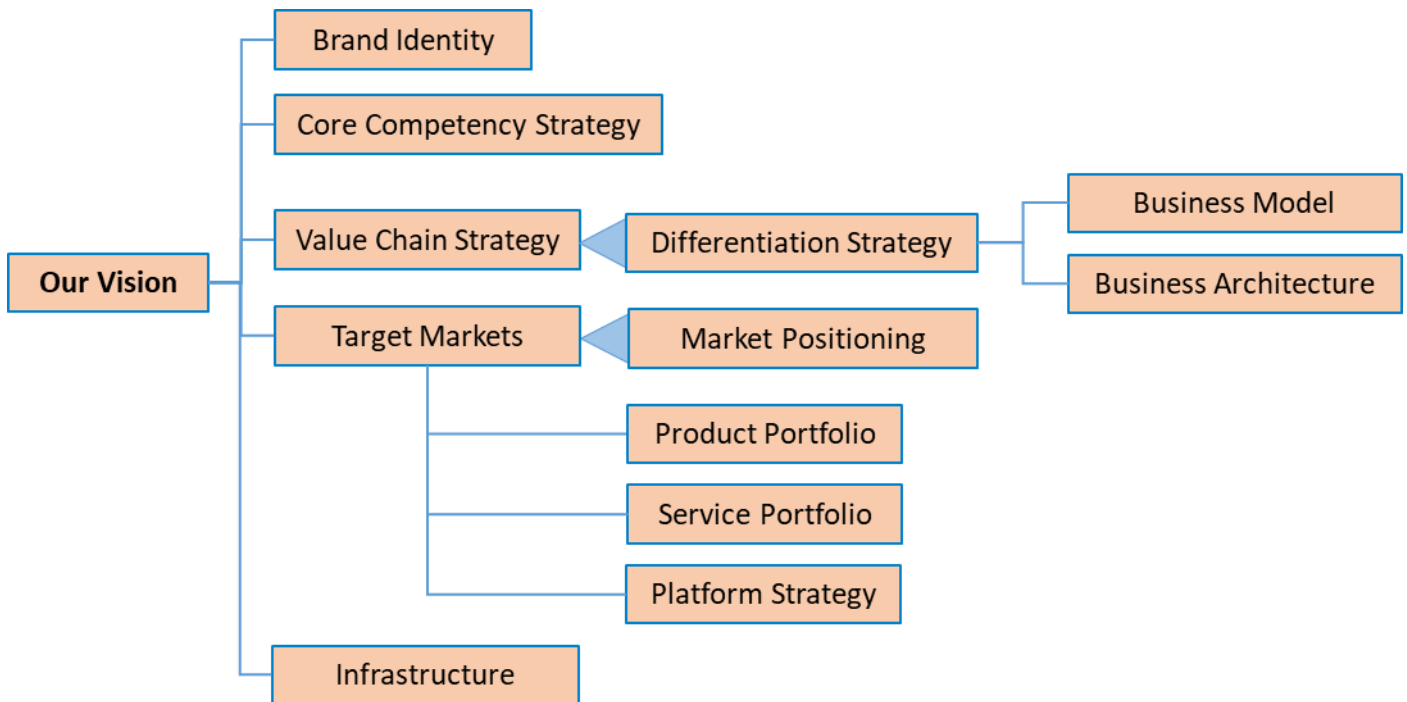 Brand Identity
Core Competency Strategy
Business Model
Value Chain Strategy
Differentiation Strategy
Our Vision
Business Architecture
Target Markets
Market Positioning
Product Portfolio
Service Portfolio
Platform Strategy
Infrastructure